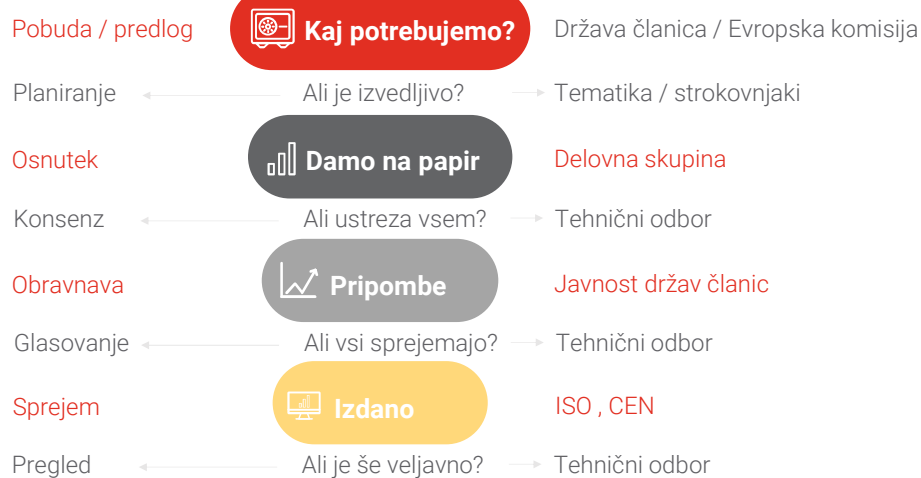 Pobuda / predlog Kaj potrebujemo? Država članica / Evropska komisija
Planiranje Ali je izvedljivo? Tematika / strokovnjaki
Osnutek Damo na papir Delovna skupina
Konsenz Ali ustreza vsem? Tehnični odbor
Obravnava Pripombe Javnost držav članic
Glasovanje Ali vsi sprejemajo? Tehnični odbor
Sprejem Izdano ISO , CEN
Pregled Ali je še veljavno? Tehnični odbor